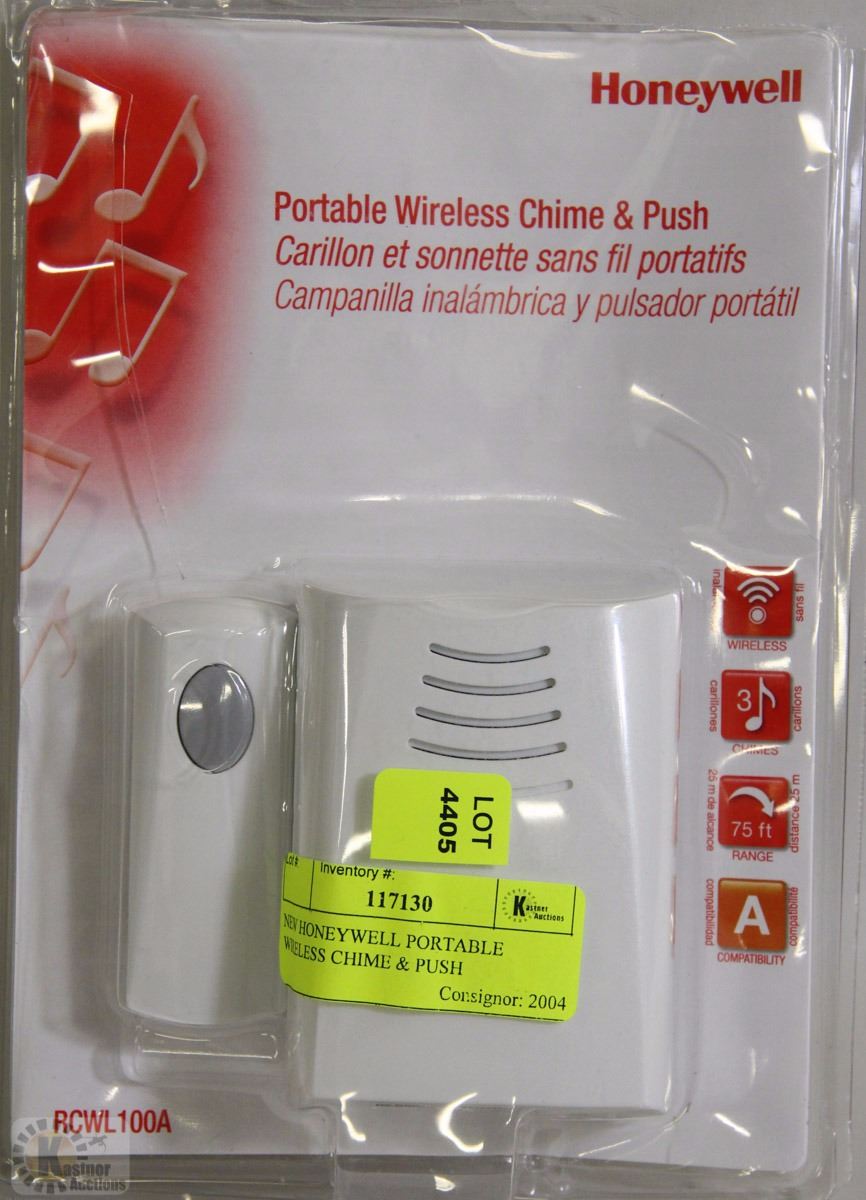 Honeywell
Portable Wireless Chime & Push
Carillon et sonnette sans fil portatifs
Campanilla inalámbrica y pulsador portátil
sans fil
WIRELESS
carillones
3
carillons
CHIMES
25 m de alcance
75 ft
distance 25 m
RANGE
compatibilidad
A
compatibilité
COMPATIBILITY
LOT
4405
Lot #
Inventory #:
117130
Kastner
Auctions
NEW HONEYWELL PORTABLE
WIRELESS CHIME & PUSH
Consignor: 2004
RCWL100A
Kastner
Auctions